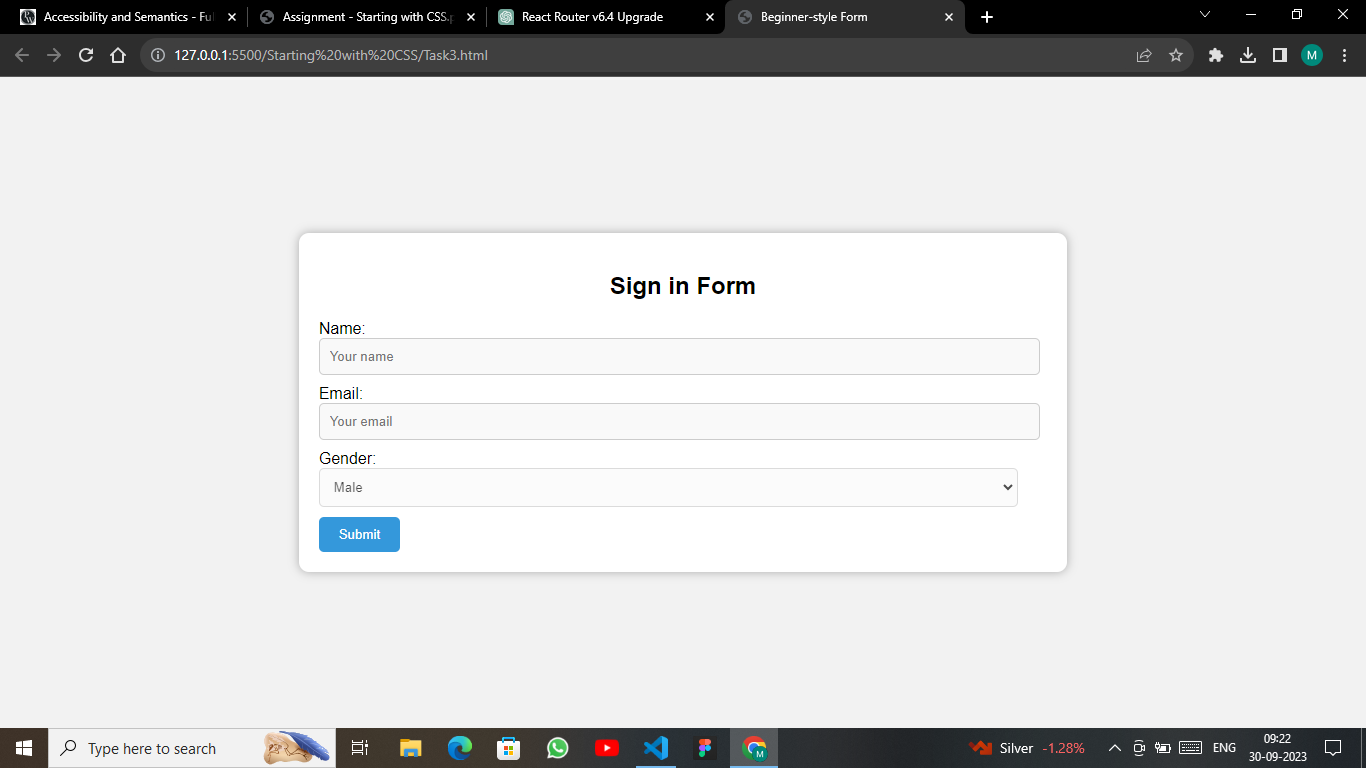 Accessibility and Semantics - Ful
Assignment - Starting with CSS.p
React Router v6.4 Upgrade
Beginner-style Form
127.0.0.1:5500/Starting%20with%20CSS/Task3.html
M
Sign in Form
Name:
Your name
Email:
Your email
Gender:
Male
Submit
Type here to search
M
Silver -1.28%
ENG
09:22
30-09-2023